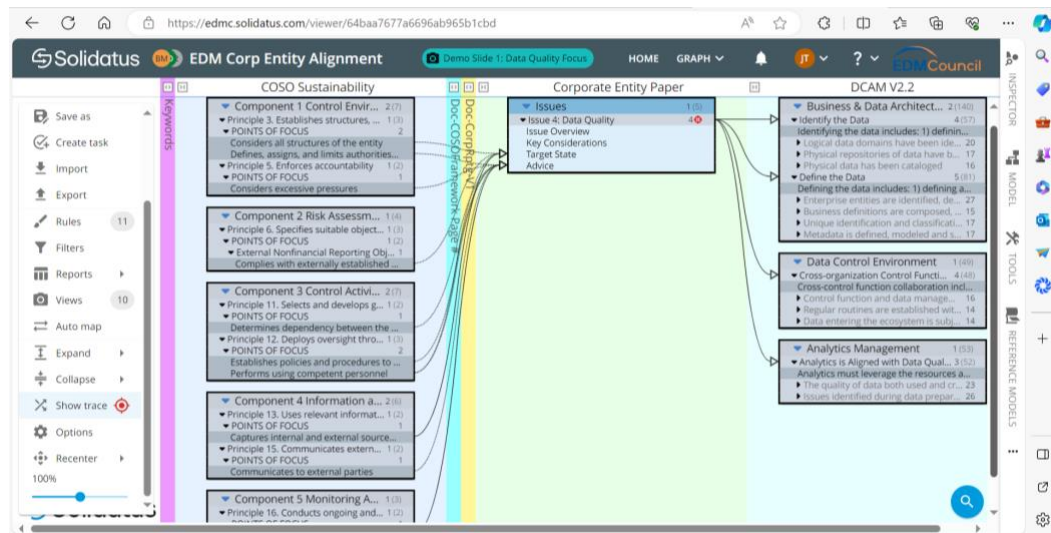 https://edmc.solidatus.com/viewer/64baa7677a6696ab965b1cbd
Solidatus
EDM Corp Entity Alignment
Demo Slide 1: Data Quality Focus
HOME
GRAPH
JT
?
EDMCouncil
Save as
Create task
Import
Export
Rules 11
Filters
Reports
Views 10
Auto map
Expand
Collapse
Show trace
Options
Recenter
100%
Solidatus
Keywords
COSO Sustainability
Component 1 Control Envir... 2(7)
Principle 3. Establishes structures, ... 1(3)
POINTS OF FOCUS 2
Considers all structures of the entity
Defines, assigns, and limits authorities...
Principle 5. Enforces accountability 1(2)
POINTS OF FOCUS 1
Considers excessive pressures
Component 2 Risk Assessm... 1(4)
Principle 6. Specifies suitable object... 1(3)
POINTS OF FOCUS 1(2)
External Nonfinancial Reporting Obj... 1
Complies with externally established ...
Component 3 Control Activi... 2(7)
Principle 11. Selects and develops g... 1(2)
POINTS OF FOCUS 1
Determines dependency between the ...
Principle 12. Deploys oversight thro... 1(3)
POINTS OF FOCUS 2
Establishes policies and procedures to ...
Performs using competent personnel
Component 4 Information a... 2(6)
Principle 13. Uses relevant informat... 1(2)
POINTS OF FOCUS 1
Captures internal and external source...
Principle 15. Communicates extern... 1(2)
POINTS OF FOCUS 1
Communicates to external parties
Component 5 Monitoring A... 1(3)
Principle 16. Conducts ongoing and... 1(2)
POINTS OF FOCUS
Doc-COSOFramework-Page #
Doc-CorpRptg-V1
Corporate Entity Paper
Issues 1(5)
Issue 4: Data Quality 4
Issue Overview
Key Considerations
Target State
Advice
DCAM V2.2
Business & Data Architect... 2(140)
Identify the Data 4(57)
Identifying the data includes: 1) definin...
Logical data domains have been ide... 20
Physical repositories of data have b... 17
Physical data has been cataloged 16
Define the Data 5(81)
Defining the data includes: 1) defining a...
Enterprise entities are identified, de... 27
Business definitions are composed, ... 15
Unique identification and classificati... 17
Metadata is defined, modeled and s... 17
Data Control Environment 1(49)
Cross-organization Control Functi... 4(48)
Cross-control function collaboration incl...
Control function and data manage... 16
Regular routines are established wit... 14
Data entering the ecosystem is subj... 14
Analytics Management 1(53)
Analytics is Aligned with Data Qual... 3(52)
Analytics must leverage the resources a...
The quality of data both used and cr... 23
Issues identified during data prepar... 26
INSPECTOR
MODEL
TOOLS
REFERENCE MODELS